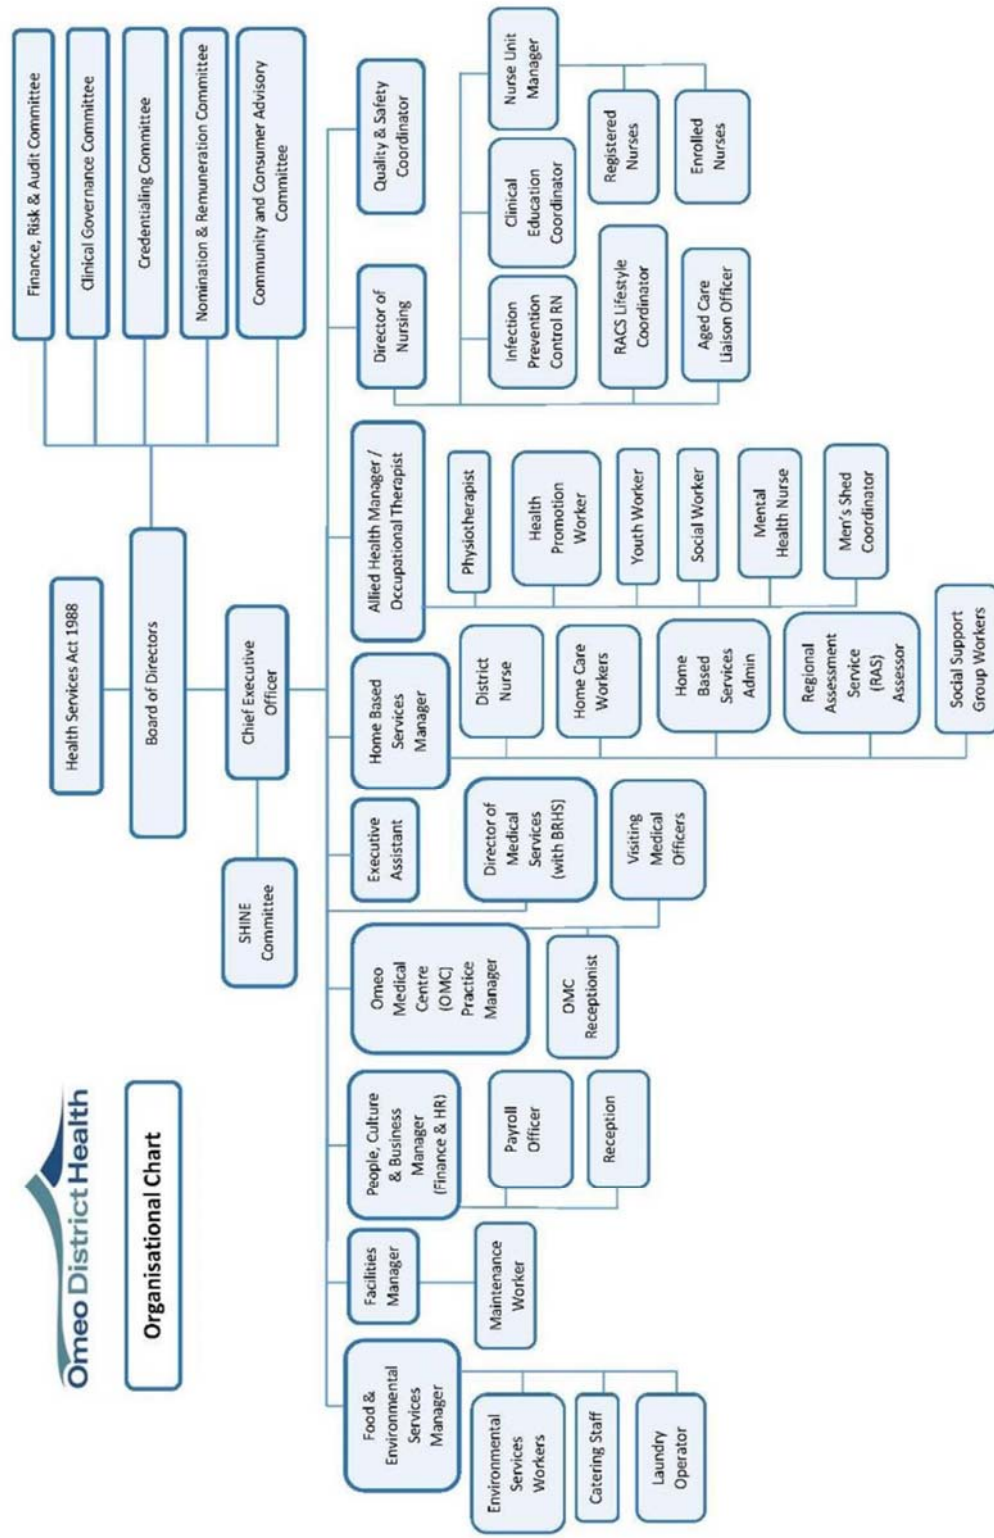 Omeo District Health
Organisational Chart
Health Services Act 1988
Board of Directors
Finance, Risk & Audit Committee
Clinical Governance Committee
Credentialing Committee
Nomination & Remuneration Committee
Community and Consumer Advisory
Committee
SHINE
Committee
Chief Executive
Officer
Food &
Environmental
Services
Manager
Environmental
Services
Workers
Catering Staff
Laundry
Operator
Facilities
Manager
Maintenance
Worker
People, Culture
& Business
Manager
(Finance & HR)
Payroll
Officer
Reception
Omeo
Medical
Centre
(OMC)
Practice
Manager
OMC
Receptionist
Executive
Assistant
Director of
Medical
Services
(with BRHS)
Visiting
Medical
Officers
Home Based
Services
Manager
District
Nurse
Home Care
Workers
Home
Based
Services
Admin
Regional
Assessment
Service
(RAS)
Assessor
Social Support
Group Workers
Allied Health Manager /
Occupational Therapist
Physiotherapist
Health
Promotion
Worker
Youth Worker
Social Worker
Mental
Health Nurse
Men's Shed
Coordinator
Director of
Nursing
Infection
Prevention
Control RN
Clinical
Education
Coordinator
Nurse Unit
Manager
RACS Lifestyle
Coordinator
Aged Care
Liaison Officer
Registered
Nurses
Enrolled
Nurses
Quality & Safety
Coordinator